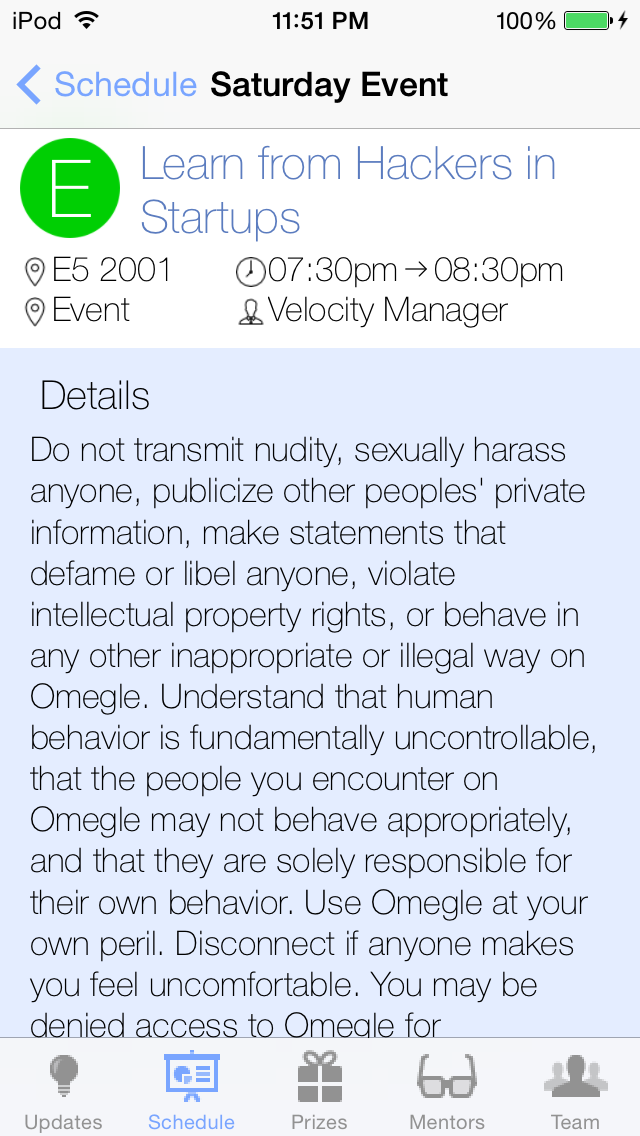 iPod 11:51 PM 100%
Schedule Saturday Event
E Learn from Hackers in
Startups
E5 2001 07:30pm→08:30pm
Event Velocity Manager
Details
Do not transmit nudity, sexually harass
anyone, publicize other peoples' private
information, make statements that
defame or libel anyone, violate
intellectual property rights, or behave in
any other inappropriate or illegal way on
Omegle. Understand that human
behavior is fundamentally uncontrollable,
that the people you encounter on
Omegle may not behave appropriately,
and that they are solely responsible for
their own behavior. Use Omegle at your
own peril. Disconnect if anyone makes
you feel uncomfortable. You may be
denied access to Omegle for
Updates Schedule Prizes Mentors Team